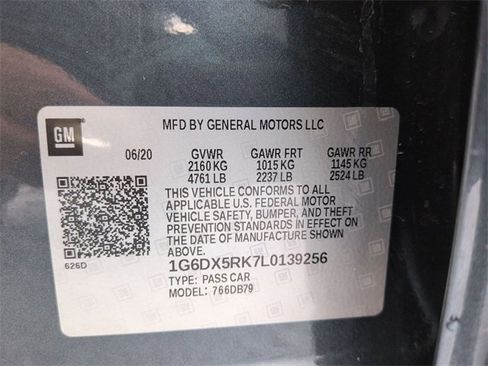 GM
MFD BY GENERAL MOTORS LLC
06/20 GVWR GAWR FRT GAWR RR
2160 KG 1015 KG 1145 KG
4761 LB 2237 LB 2524 LB
THIS VEHICLE CONFORMS TO ALL
APPLICABLE U.S. FEDERAL MOTOR
VEHICLE SAFETY, BUMPER, AND THEFT
PREVENTION STANDARDS IN EFFECT ON
THE DATE OF MANUFACTURE SHOWN ABOVE.
626D
1G6DX5RK7L0139256
TYPE: PASS CAR
MODEL: 766DB79